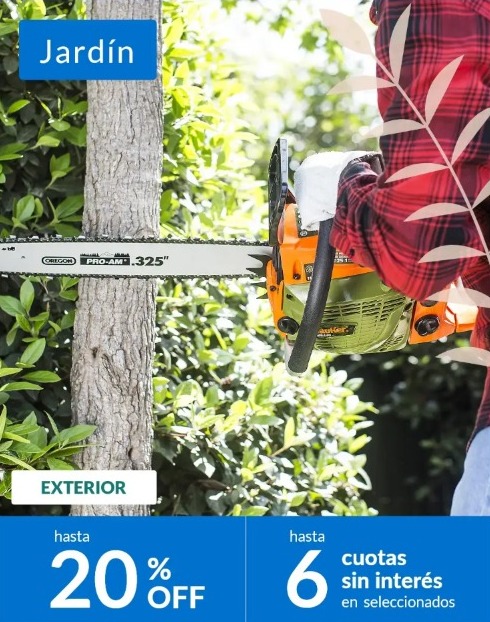 Jardín
OREGON PRO-AM .325"
EXTERIOR
hasta
20 % OFF
hasta
6 cuotas
sin interés
en seleccionados